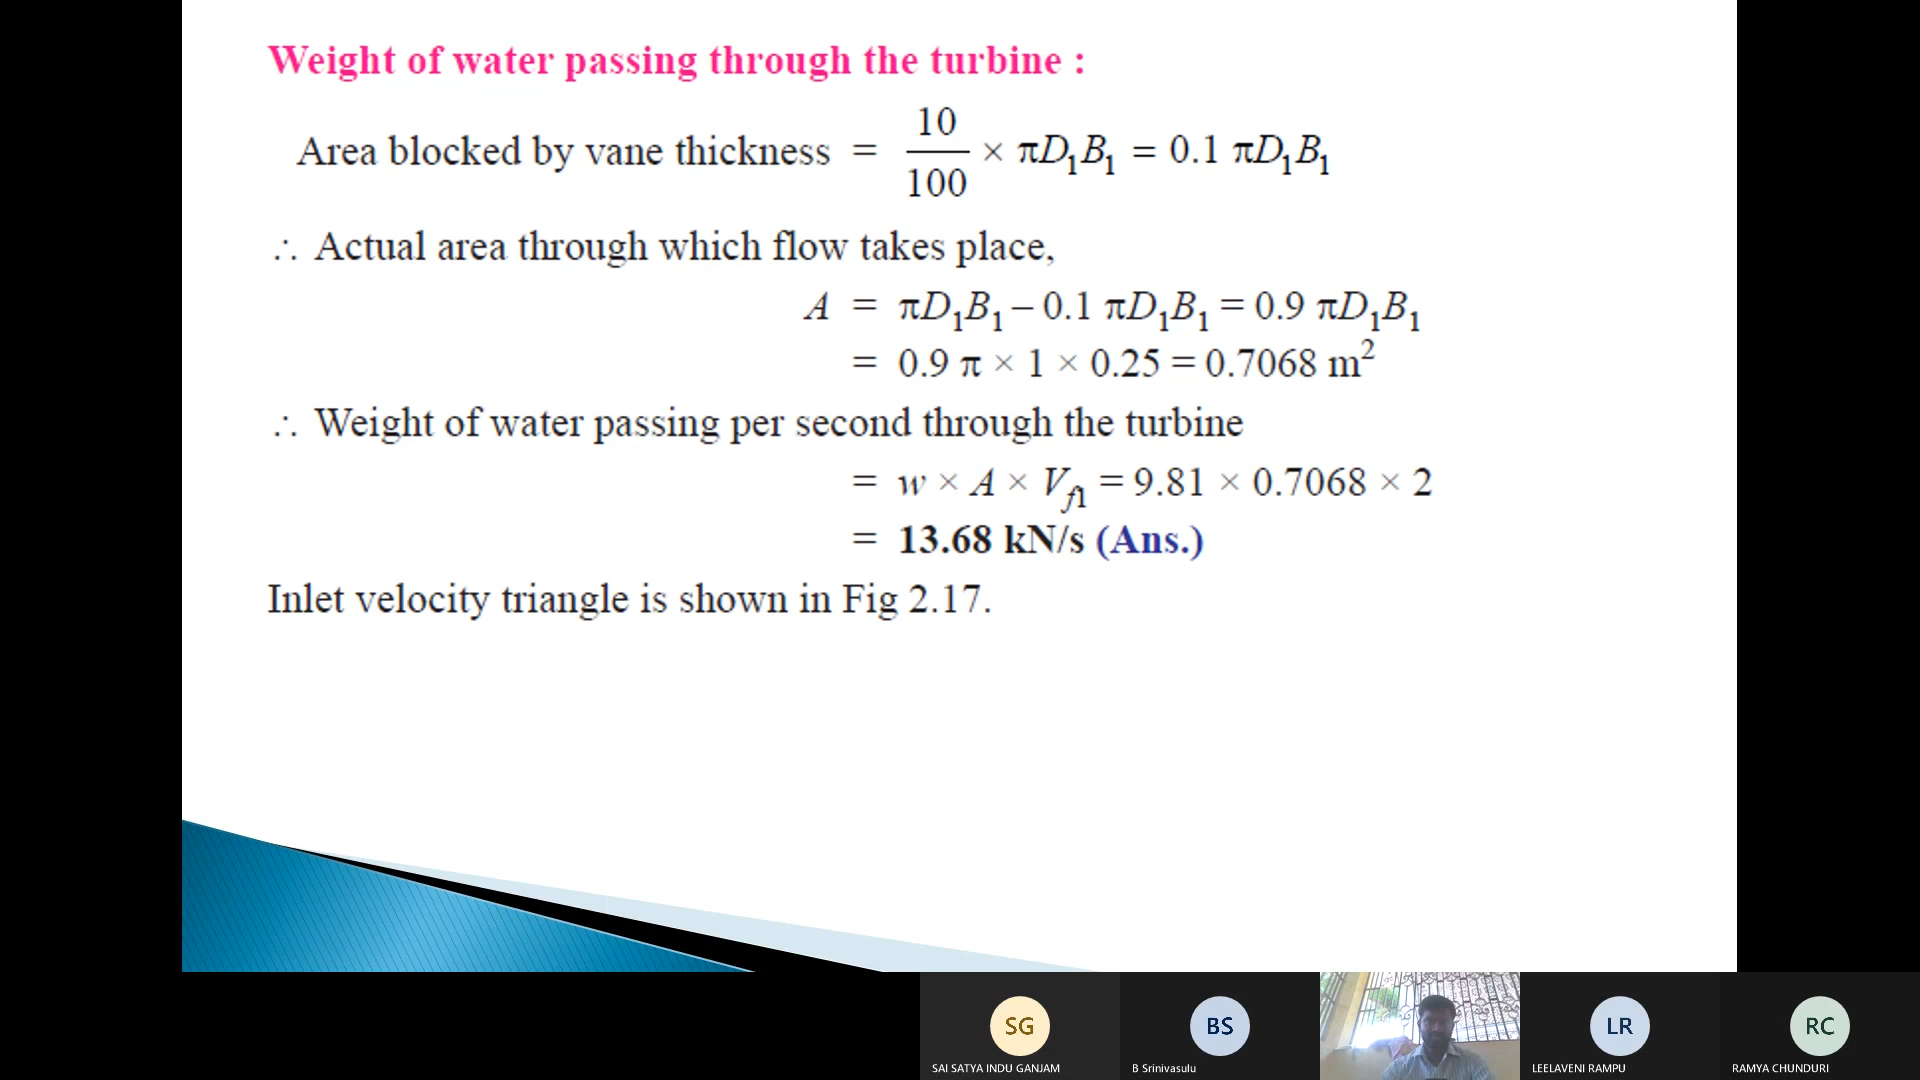 Weight of water passing through the turbine :
Area blocked by vane thickness = 10/100 × πD₁B₁ = 0.1 πD₁B₁
∴ Actual area through which flow takes place,
A = πD₁B₁ – 0.1 πD₁B₁ = 0.9 πD₁B₁
= 0.9 π × 1 × 0.25 = 0.7068 m²
∴ Weight of water passing per second through the turbine
= w × A × V_f1 = 9.81 × 0.7068 × 2
= 13.68 kN/s (Ans.)
Inlet velocity triangle is shown in Fig 2.17.
SG
BS
LR
RC
SAI SATYA INDU GANJAM
B Srinivasulu
LEELAVENI RAMPU
RAMYA CHUNDURI